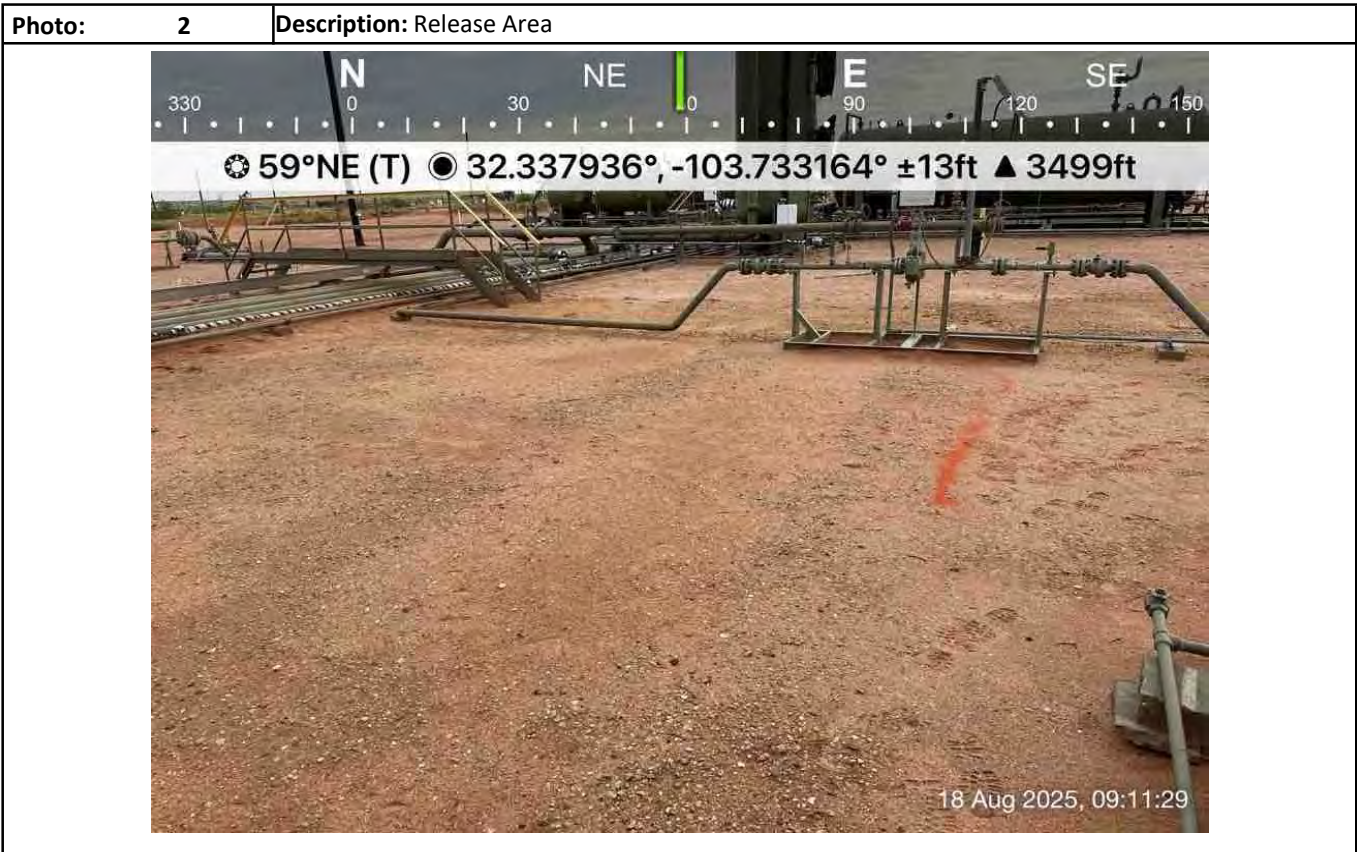 Photo: 2 Description: Release Area
N NE E SE
330 0 30 60 90 120 150
59°NE (T) 32.337936°, -103.733164° ±13ft ▲ 3499ft
18 Aug 2025, 09:11:29